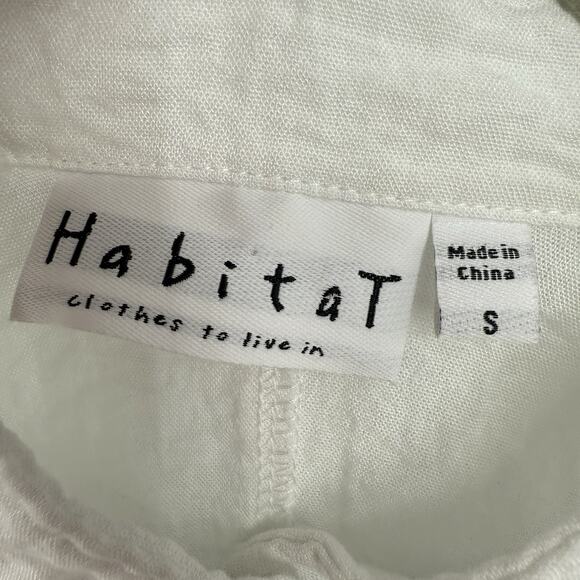 HabitaT
clothes to live in
Made in
China
S